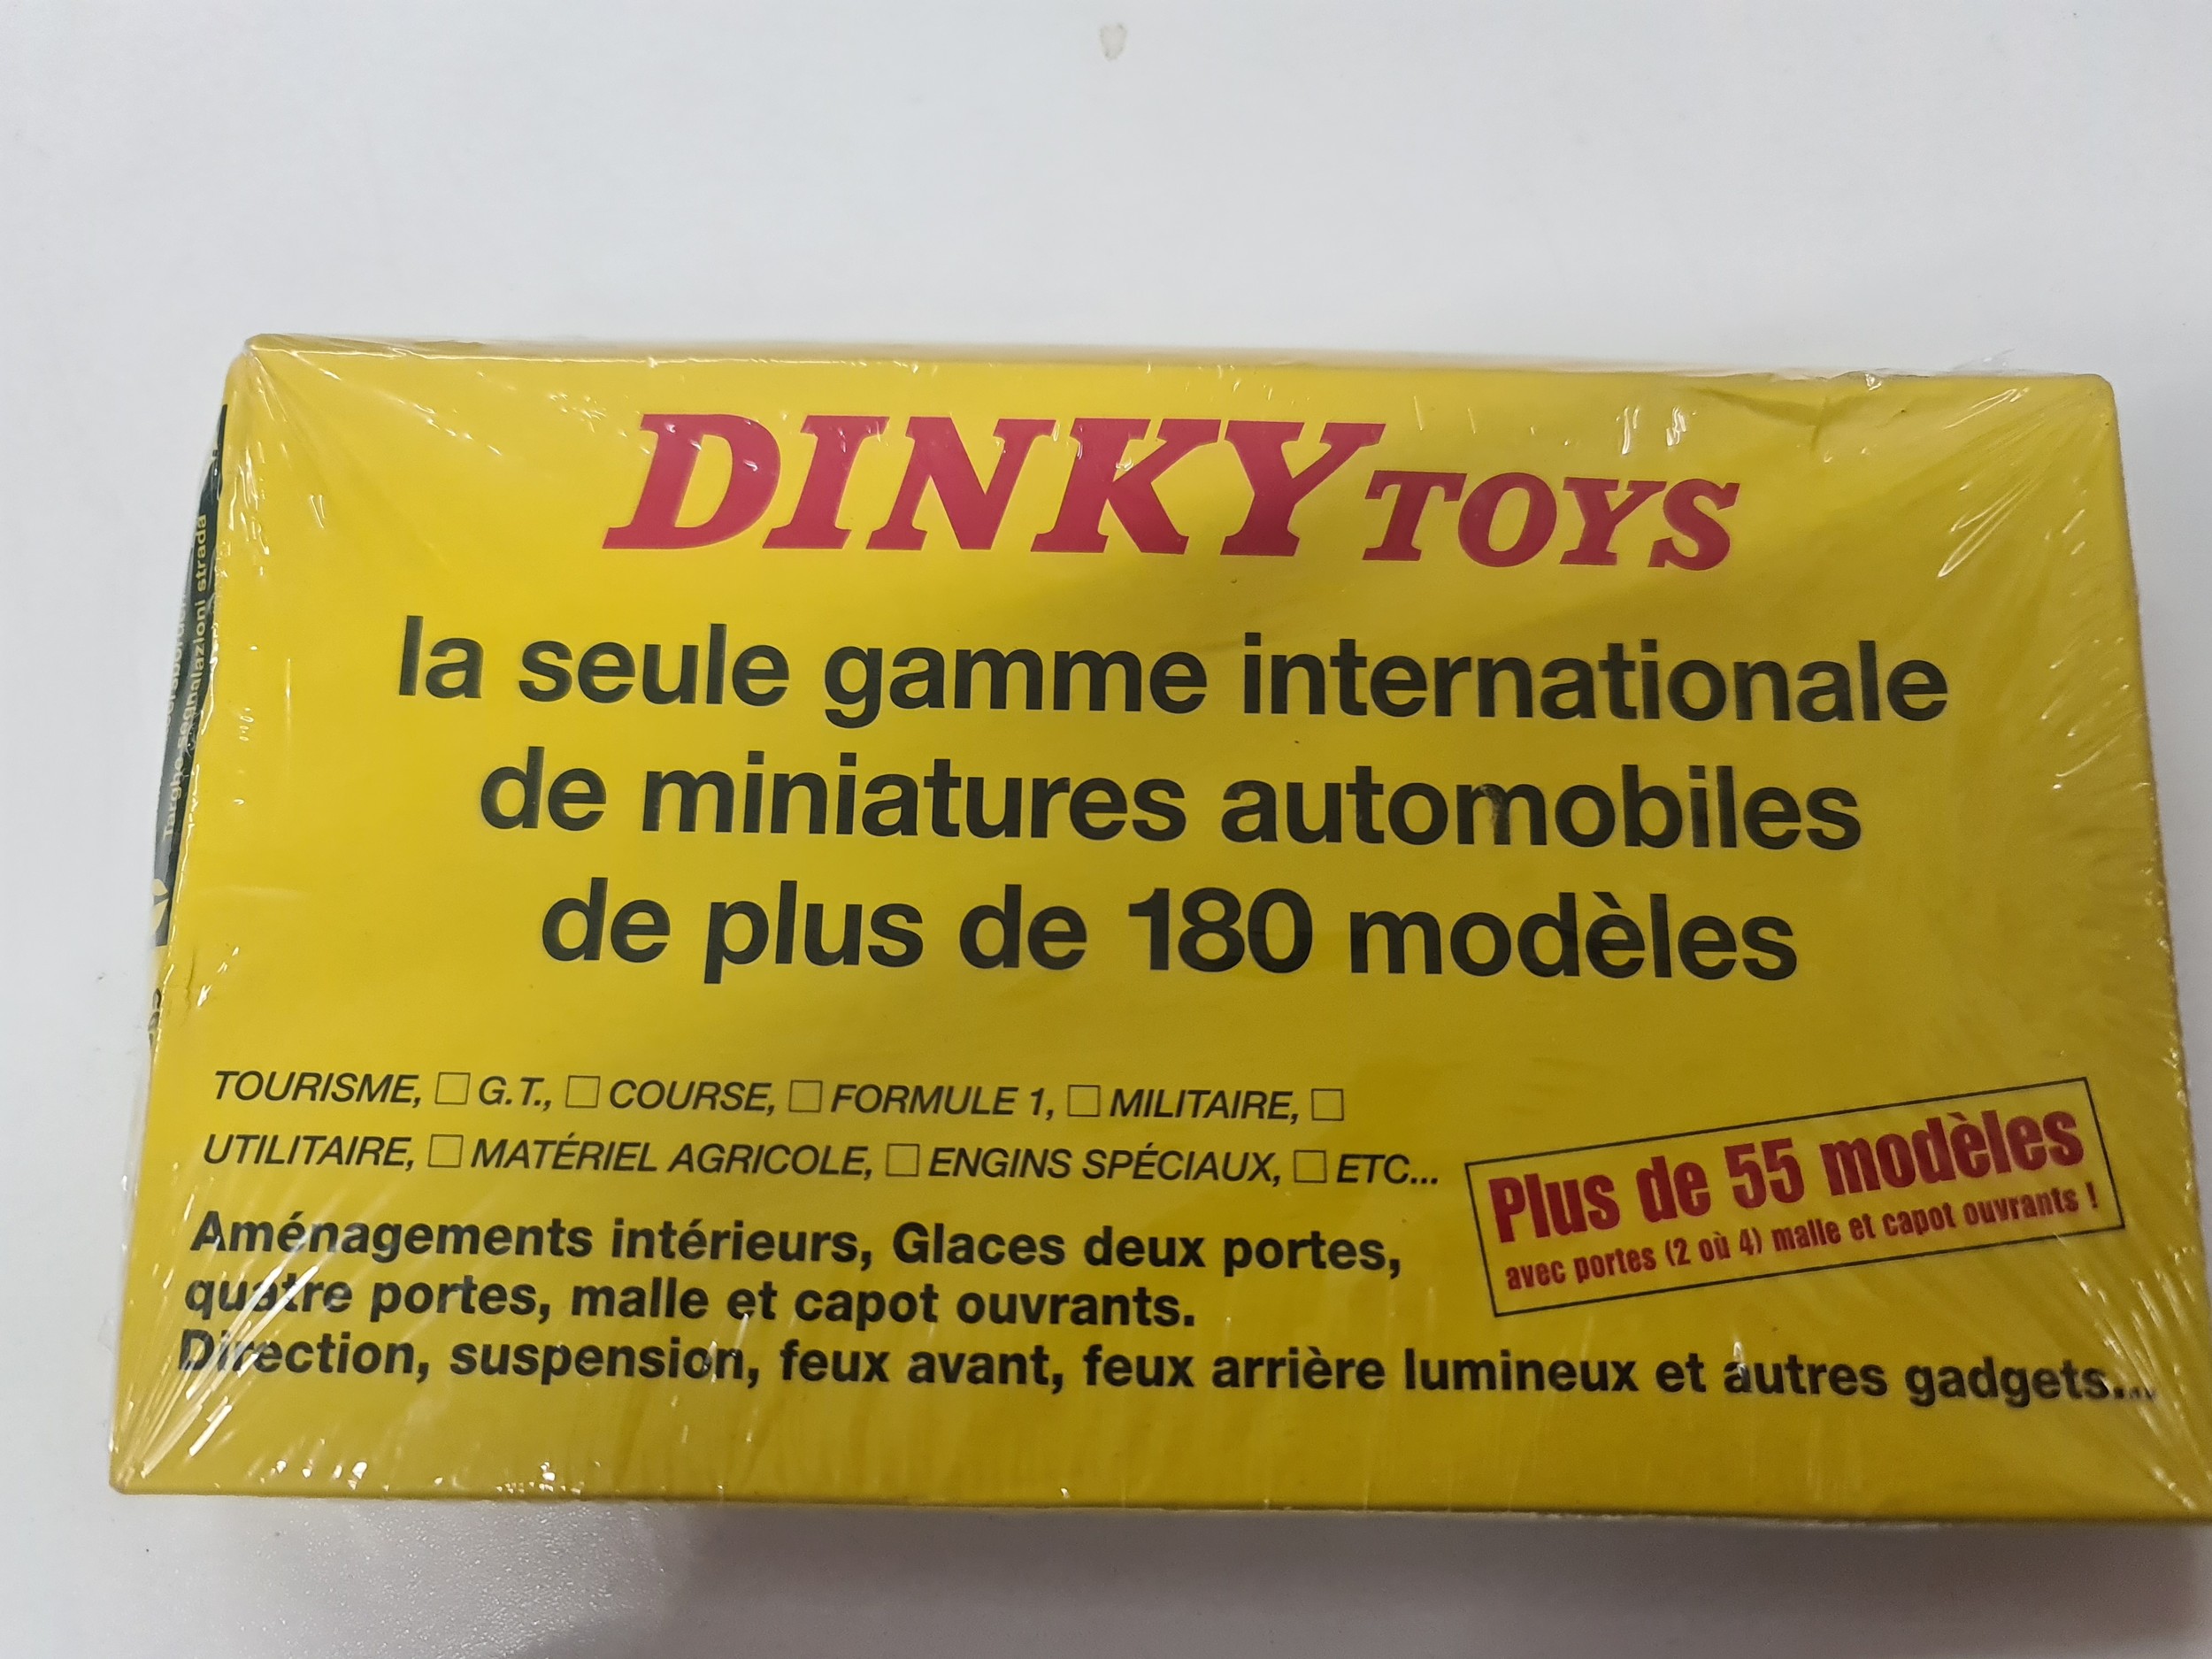 DINKY TOYS
la seule gamme internationale
de miniatures automobiles
de plus de 180 modèles
TOURISME, □ G.T., □ COURSE, □ FORMULE 1, □ MILITAIRE, □
UTILITAIRE, □ MATÉRIEL AGRICOLE, □ ENGINS SPÉCIAUX, □ ETC...
Plus de 55 modèles
avec portes (2 où 4) malle et capot ouvrants !
Aménagements intérieurs, Glaces deux portes,
quatre portes, malle et capot ouvrants.
Direction, suspension, feux avant, feux arrière lumineux et autres gadgets...
Targhe segnalazioni strada